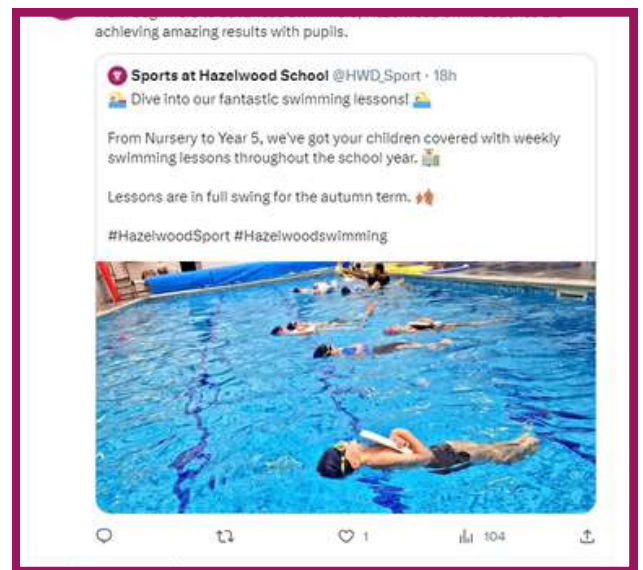 achieving amazing results with pupils.
Sports at Hazelwood School @HWD_Sport · 18h
Dive into our fantastic swimming lessons!
From Nursery to Year 5, we've got your children covered with weekly
swimming lessons throughout the school year.
Lessons are in full swing for the autumn term.
#HazelwoodSport #Hazelwoodswimming
1
104